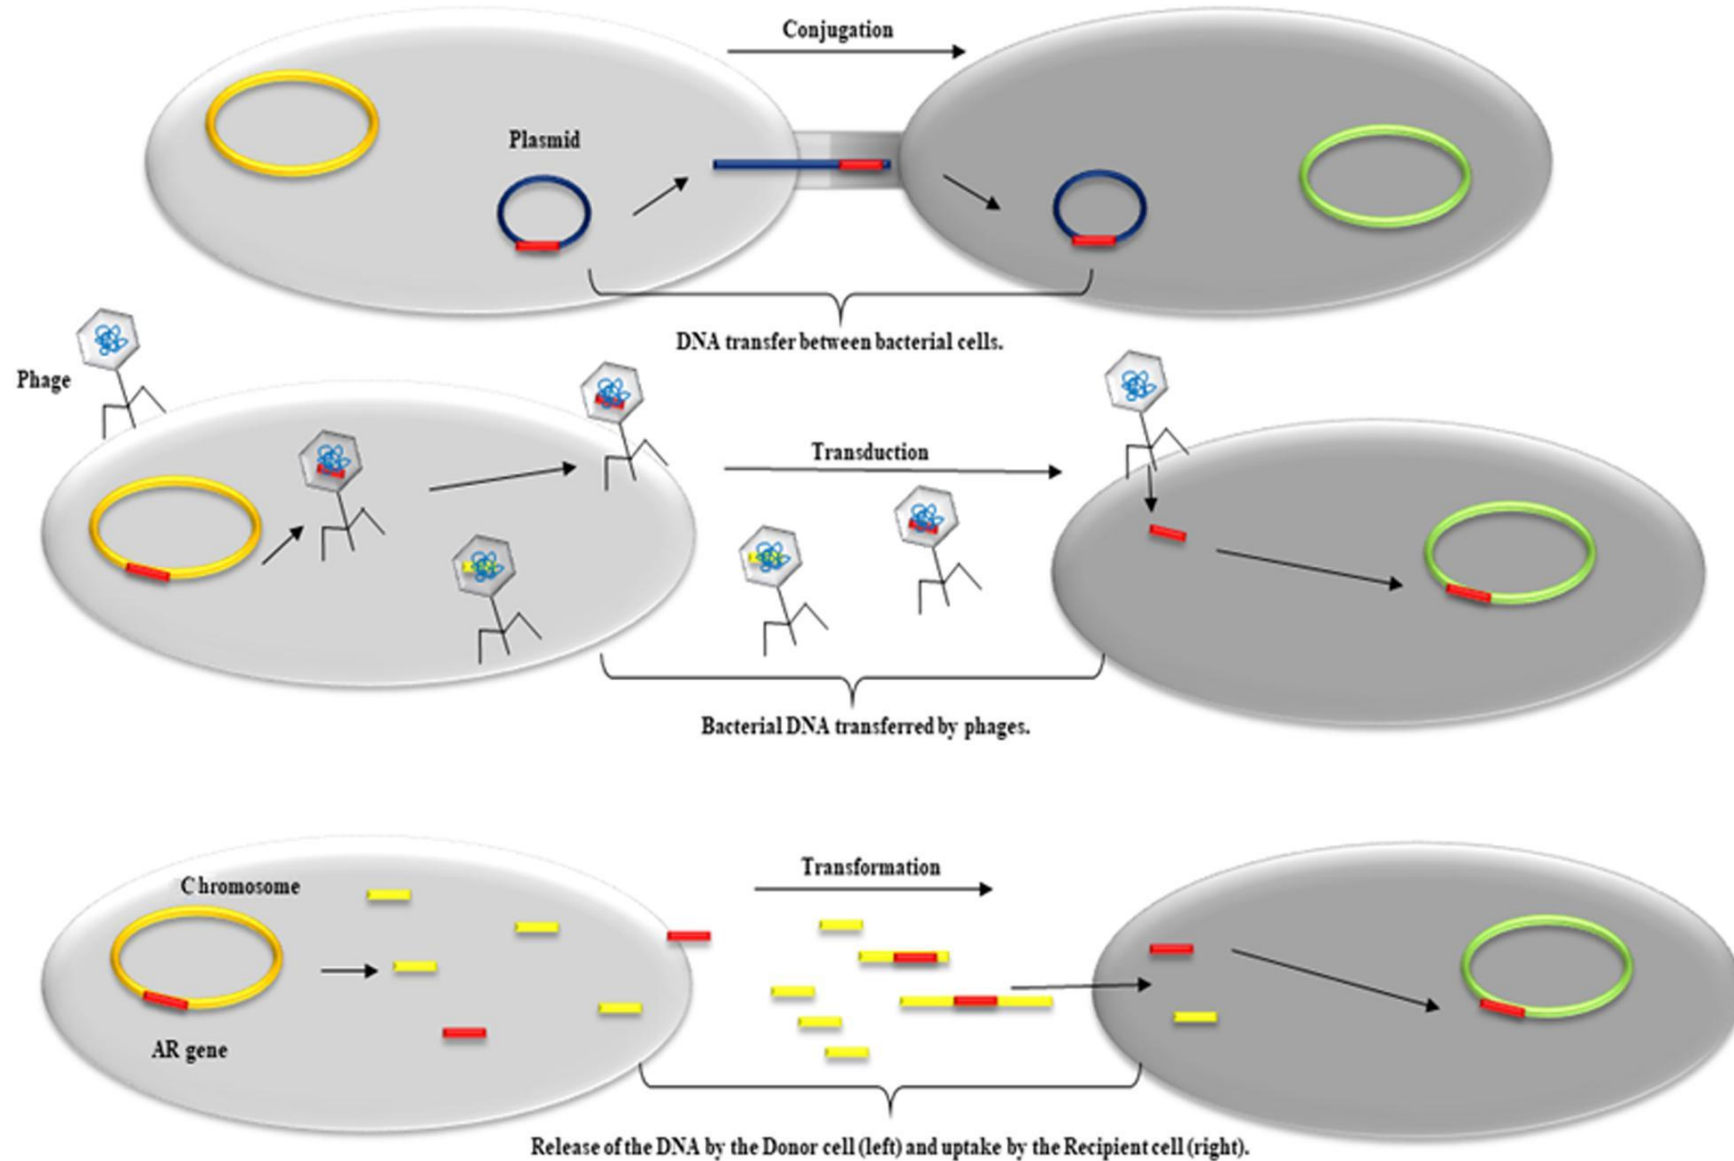 Conjugation
Plasmid
DNA transfer between bacterial cells.
Phage
Transduction
Bacterial DNA transferred by phages.
Transformation
Chromosome
AR gene
Release of the DNA by the Donor cell (left) and uptake by the Recipient cell (right).